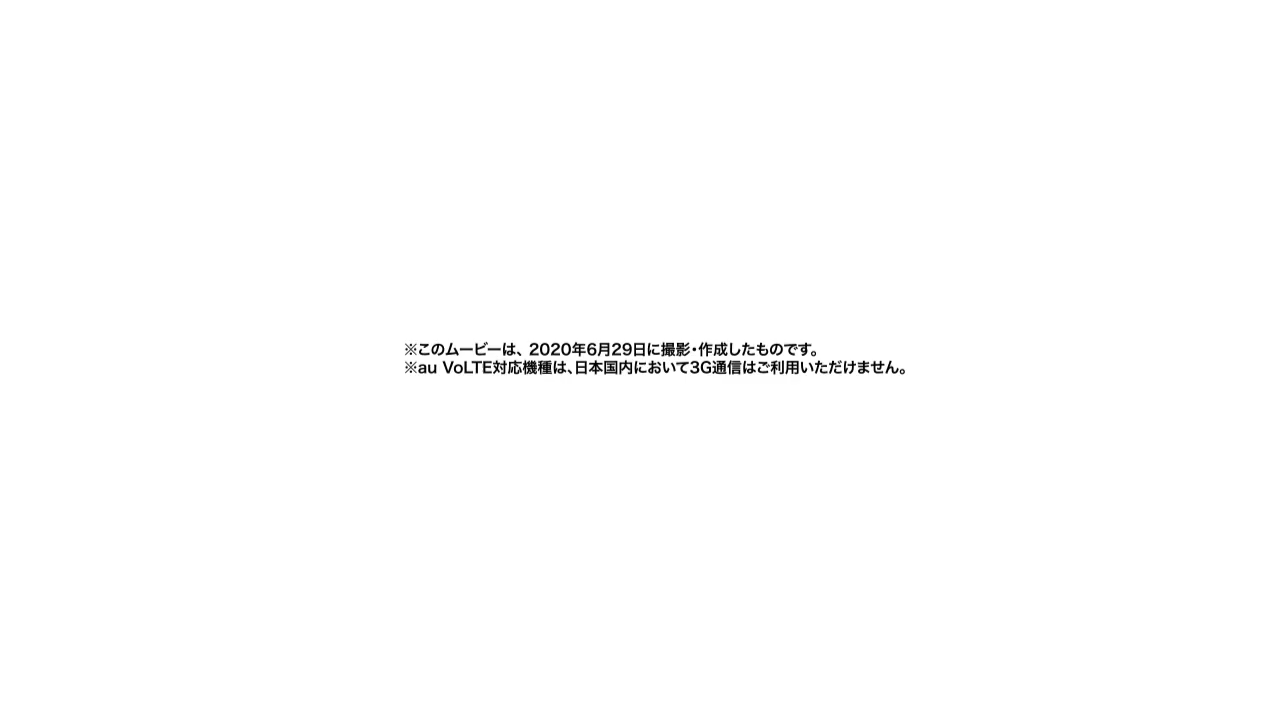 ※このムービーは、2020年6月29日に撮影・作成したものです。
※au VoLTE対応機種は、日本国内において3G通信はご利用いただけません。